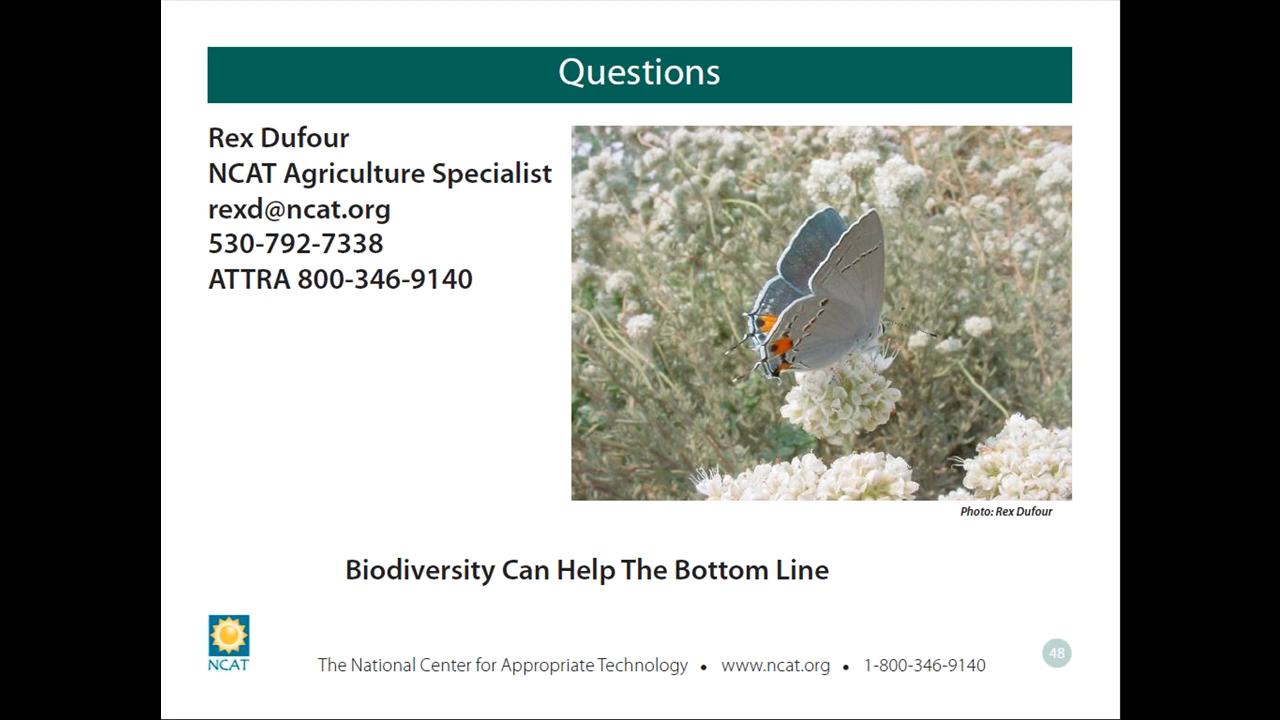 Questions
Rex Dufour
NCAT Agriculture Specialist
rexd@ncat.org
530-792-7338
ATTRA 800-346-9140
Photo: Rex Dufour
Biodiversity Can Help The Bottom Line
NCAT
The National Center for Appropriate Technology • www.ncat.org • 1-800-346-9140
48